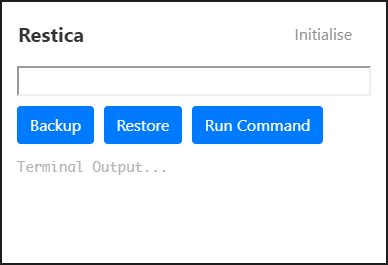 Restica Initialise
Backup Restore Run Command
Terminal Output...